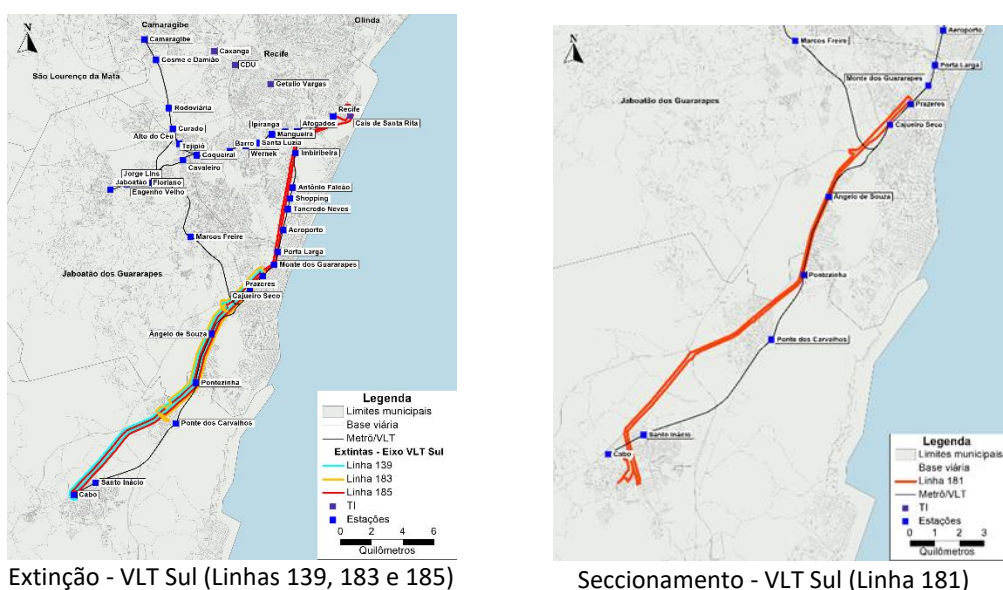 N
Camaragibe
Olinda
Camaragibe
Caxanga
Recife
Cosme e Damião
CDU
São Lourenço da Mata
Getulio Vargas
Rodoviária
Recife
Ipiranga
Afogados
Cais de Santa Rita
Curado
Mangueira
Alto do Céu
Tejipió
Barro
Santa Luzia
Coqueiral
Wernek
Imbiribeira
Cavaleiro
Jorge Lins
Jaboatão
Floriano
Engenho Velho
Antônio Falcão
Shopping
Tancredo Neves
Aeroporto
Marcos Freire
Porta Larga
Monte dos Guararapes
Jaboatão dos Guararapes
Prazeres
Cajueiro Seco
Ângelo de Souza
Pontezinha
Ponte dos Carvalhos
Santo Inácio
Cabo
Legenda
Limites municipais
Base viária
Metrô/VLT
Extintas - Eixo VLT Sul
Linha 139
Linha 183
Linha 185
TI
Estações
0 2 4 6
Quilômetros
Extinção - VLT Sul (Linhas 139, 183 e 185)
N
Aeroporto
Marcos Freire
Porta Larga
Monte dos Guararapes
Jaboatão dos Guararapes
Prazeres
Cajueiro Seco
Ângelo de Souza
Pontezinha
Ponte dos Carvalhos
Santo Inácio
Cabo
Legenda
Limites municipais
Base viária
Linha 181
Metrô/VLT
TI
Estações
0 1 2 3
Quilômetros
Seccionamento - VLT Sul (Linha 181)